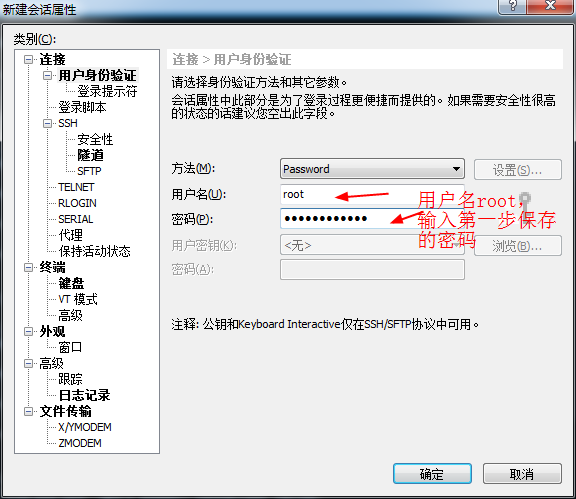 新建会话属性
类别(C):
连接
用户身份验证
登录提示符
登录脚本
SSH
安全性
隧道
SFTP
TELNET
RLOGIN
SERIAL
代理
保持活动状态
终端
键盘
VT 模式
高级
外观
窗口
高级
跟踪
日志记录
文件传输
X/YMODEM
ZMODEM
连接 > 用户身份验证
请选择身份验证方法和其它参数。
会话属性中此部分是为了登录过程更便捷而提供的。如果需要安全性很高
的状态的话建议您空出此字段。
方法(M): Password 设置(S)...
用户名(U): root
密码(P): ●●●●●●●●●●●●
用户密钥(K): <无> 浏览(B)...
密码(A):
用户名root,
输入第一步保存
的密码
注释: 公钥和Keyboard Interactive仅在SSH/SFTP协议中可用。
确定 取消